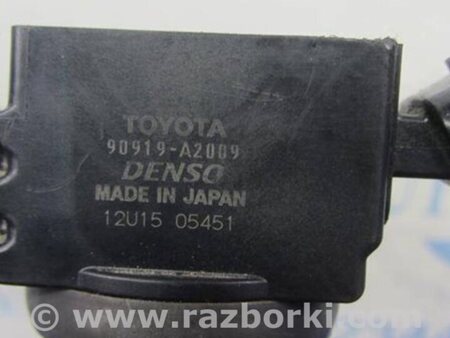 TOYOTA
90919-A2009
DENSO
MADE IN JAPAN
12U15 05451
www.razborki.com